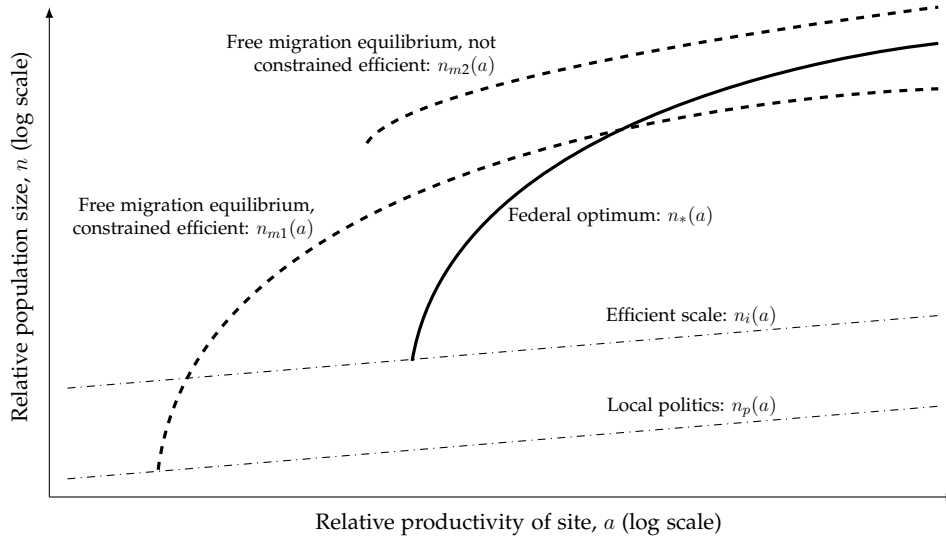 Free migration equilibrium, not
constrained efficient: n_{m2}(a)
Free migration equilibrium,
constrained efficient: n_{m1}(a)
Federal optimum: n_*(a)
Efficient scale: n_i(a)
Local politics: n_p(a)
Relative population size, n (log scale)
Relative productivity of site, a (log scale)